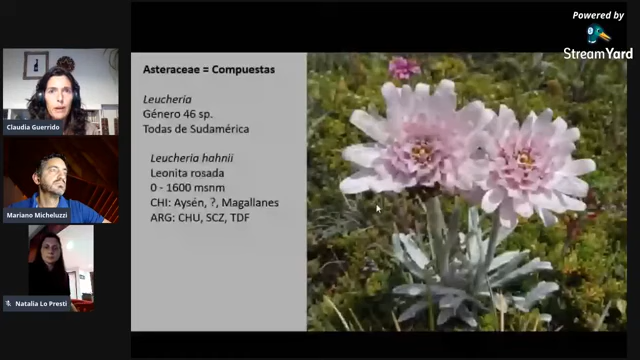 Powered by
StreamYard
Asteraceae = Compuestas
Leucheria
Género 46 sp.
Todas de Sudamérica
Leucheria hahnii
Leonita rosada
0 - 1600 msnm
CHI: Aysén, ?, Magallanes
ARG: CHU, SCZ, TDF
Claudia Guerrido
Mariano Micheluzzi
Natalia Lo Presti